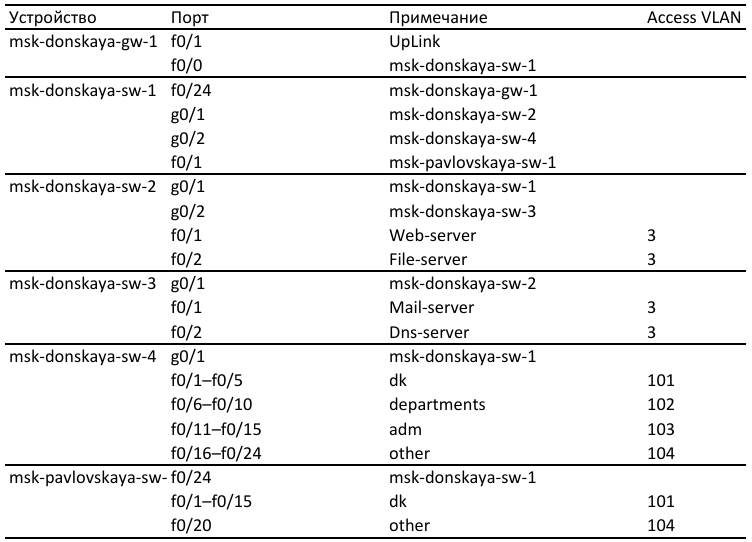 Устройство Порт Примечание Access VLAN
msk-donskaya-gw-1 f0/1 UpLink
f0/0 msk-donskaya-sw-1
msk-donskaya-sw-1 f0/24 msk-donskaya-gw-1
g0/1 msk-donskaya-sw-2
g0/2 msk-donskaya-sw-4
f0/1 msk-pavlovskaya-sw-1
msk-donskaya-sw-2 g0/1 msk-donskaya-sw-1
g0/2 msk-donskaya-sw-3
f0/1 Web-server 3
f0/2 File-server 3
msk-donskaya-sw-3 g0/1 msk-donskaya-sw-2
f0/1 Mail-server 3
f0/2 Dns-server 3
msk-donskaya-sw-4 g0/1 msk-donskaya-sw-1
f0/1–f0/5 dk 101
f0/6–f0/10 departments 102
f0/11–f0/15 adm 103
f0/16–f0/24 other 104
msk-pavlovskaya-sw- f0/24 msk-donskaya-sw-1
f0/1–f0/15 dk 101
f0/20 other 104